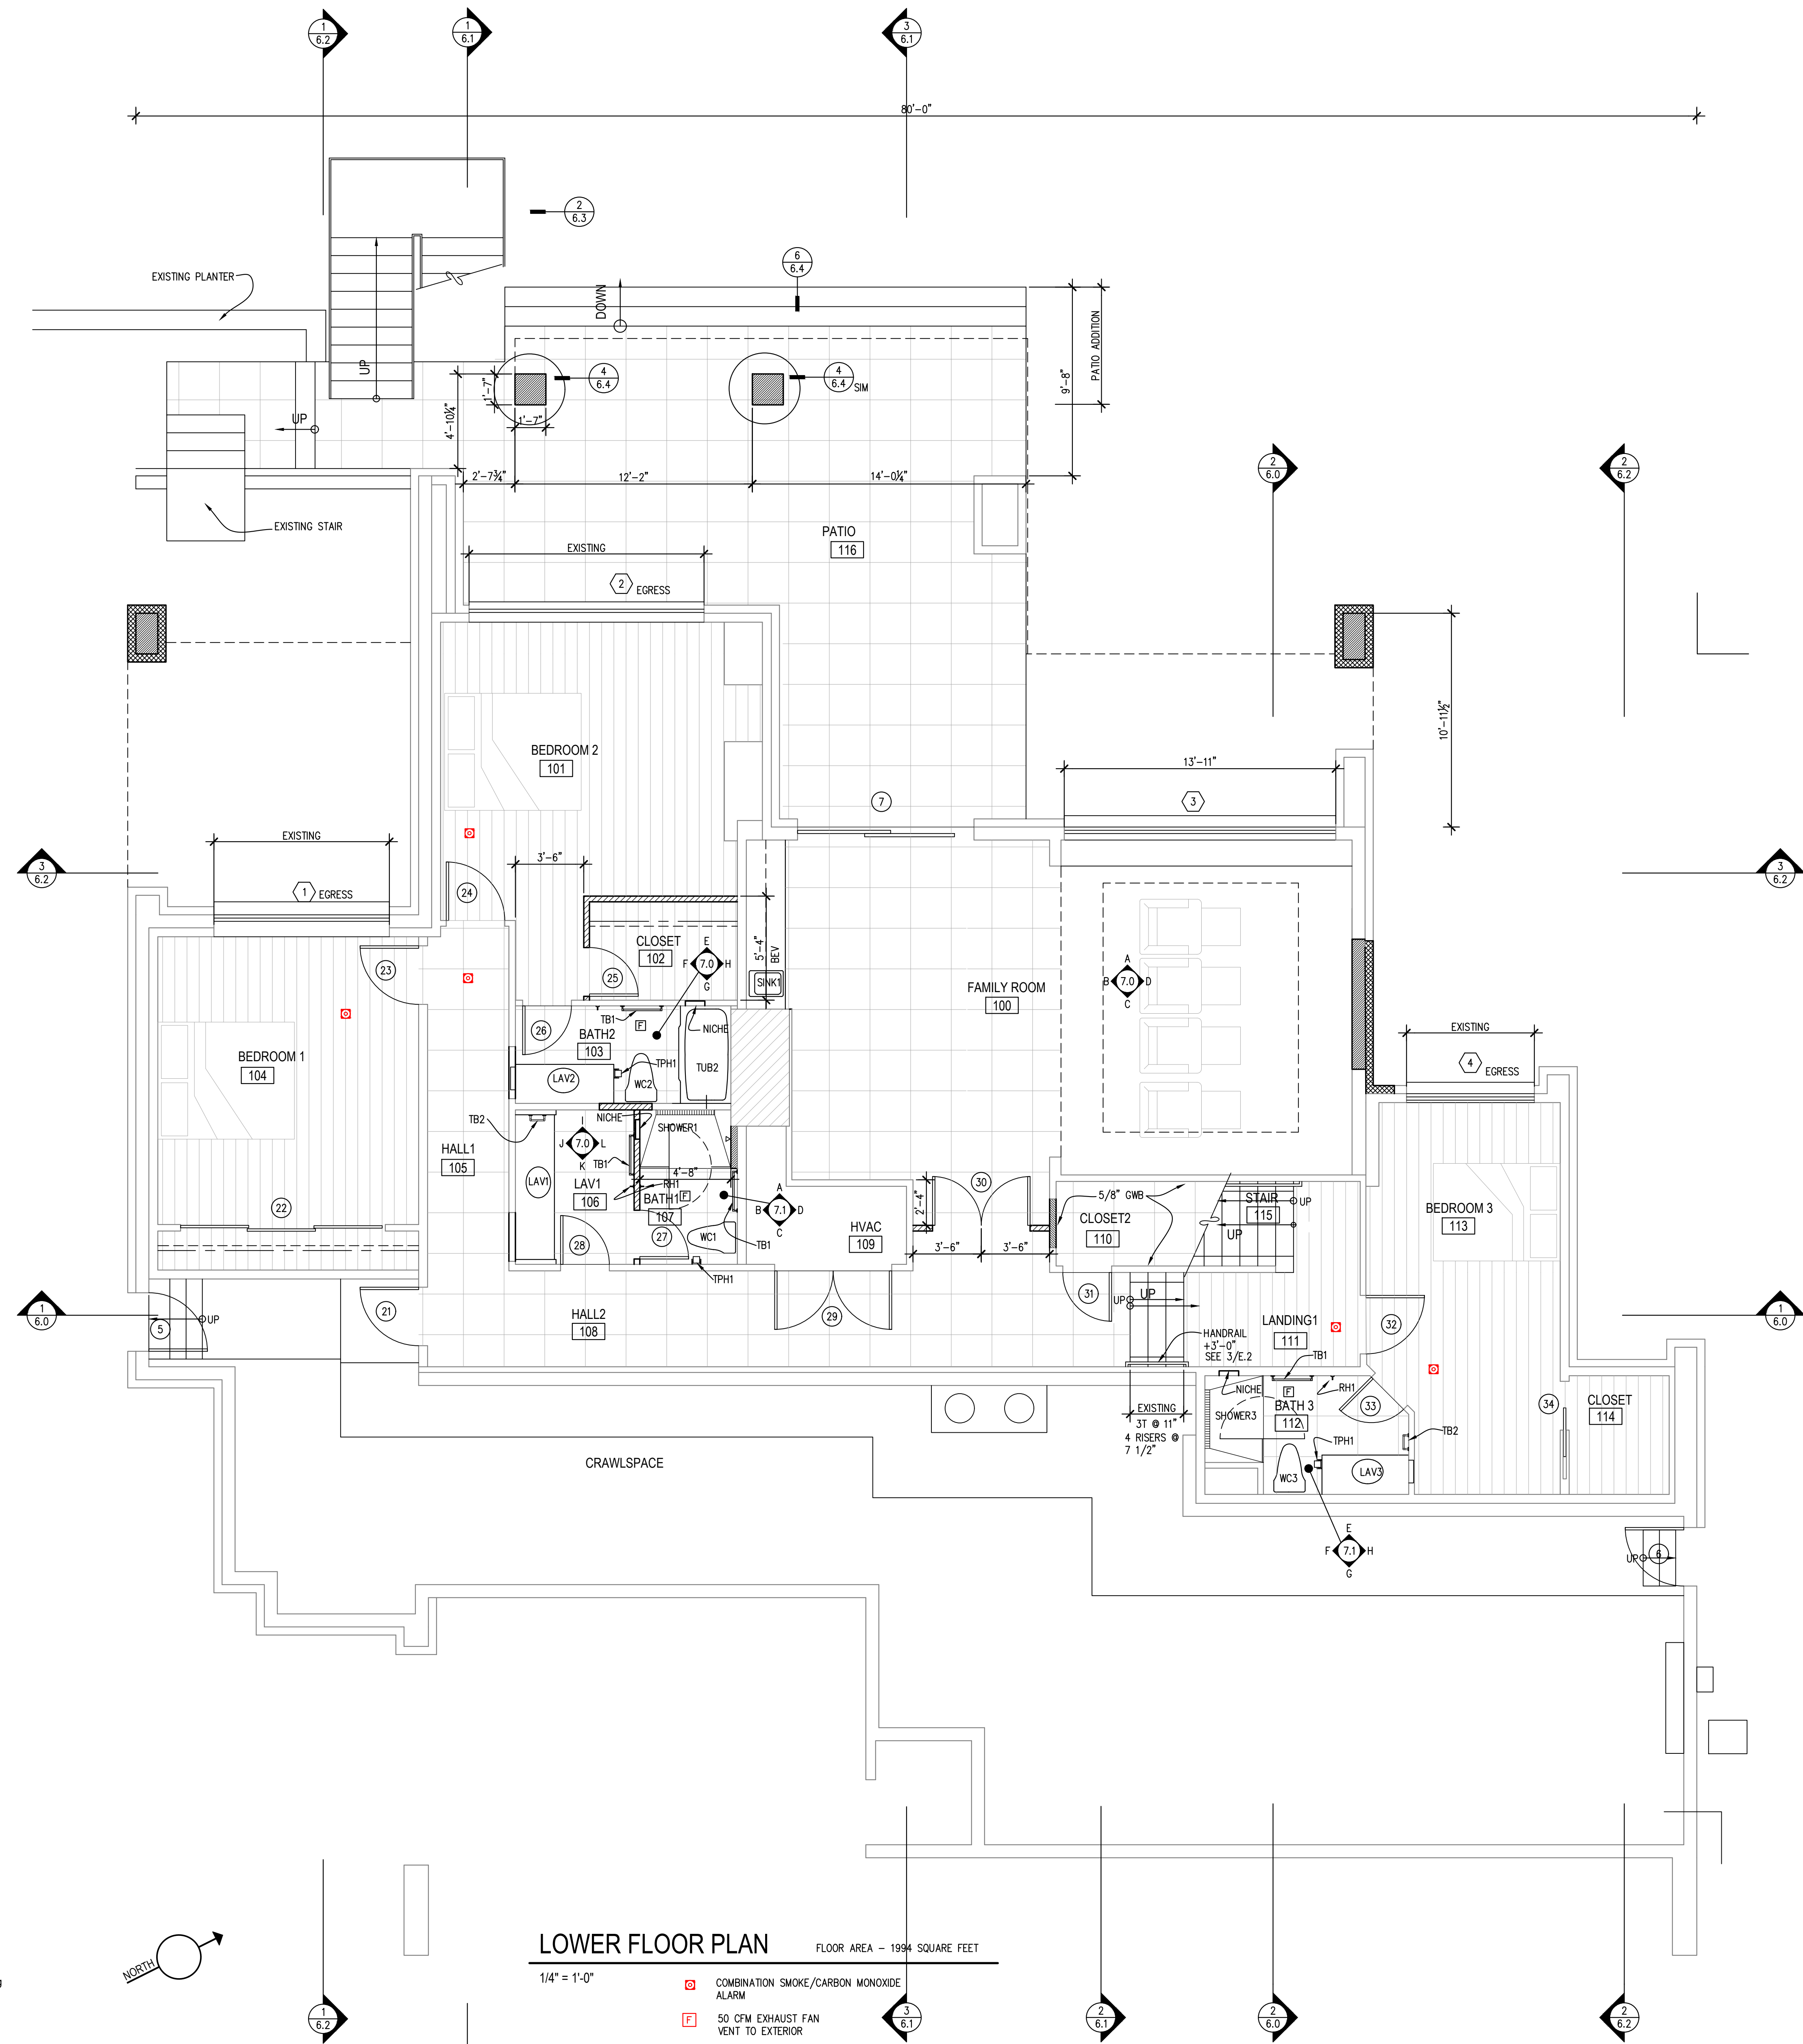 1
6.2
1
6.1
3
6.1
80'-0"
2
6.3
EXISTING PLANTER
6
6.4
DOWN
PATIO ADDITION
9'-8"
UP
4
6.4
4
6.4
SIM
1'-7"
1'-7"
4'-10¼"
UP
2
6.0
2
6.2
2'-7¾"
12'-2"
14'-0¼"
EXISTING STAIR
PATIO
116
EXISTING
2
EGRESS
10'-11½"
BEDROOM 2
101
13'-11"
7
3
EXISTING
3'-6"
3
6.2
3
6.2
1
EGRESS
24
CLOSET
102
5'-4"
BEV
E
F
7.0
H
G
23
25
SINK1
FAMILY ROOM
100
A
B
7.0
D
C
TB1
F
NICHE
26
BATH2
103
EXISTING
4
EGRESS
BEDROOM 1
104
TPH1
LAV2
WC2
TUB2
NICHE
TB2
SHOWER1
I
J
7.0
L
K
HALL1
105
TB1
4'-8"
LAV1
LAV1
106
RH1
BATH1
F
107
A
B
7.1
D
C
30
2'-4"
5/8" GWB
STAIR
115
UP
CLOSET2
110
UP
BEDROOM 3
113
22
HVAC
109
28
27
WC1
TB1
3'-6"
3'-6"
TPH1
1
6.0
5
UP
21
HALL2
108
29
31
UP
UP
LANDING1
111
32
1
6.0
HANDRAIL
+3'-0"
SEE 3/E.2
TB1
NICHE
F
RH1
EXISTING
3T @ 11"
4 RISERS @
7 1/2"
SHOWER3
BATH 3
112
33
34
CLOSET
114
TB2
TPH1
CRAWLSPACE
WC3
LAV3
E
F
7.1
H
G
UP
6
NORTH
LOWER FLOOR PLAN
FLOOR AREA – 1994 SQUARE FEET
1/4" = 1'-0"
COMBINATION SMOKE/CARBON MONOXIDE
ALARM
F
50 CFM EXHAUST FAN
VENT TO EXTERIOR
1
6.2
3
6.1
2
6.1
2
6.0
2
6.2